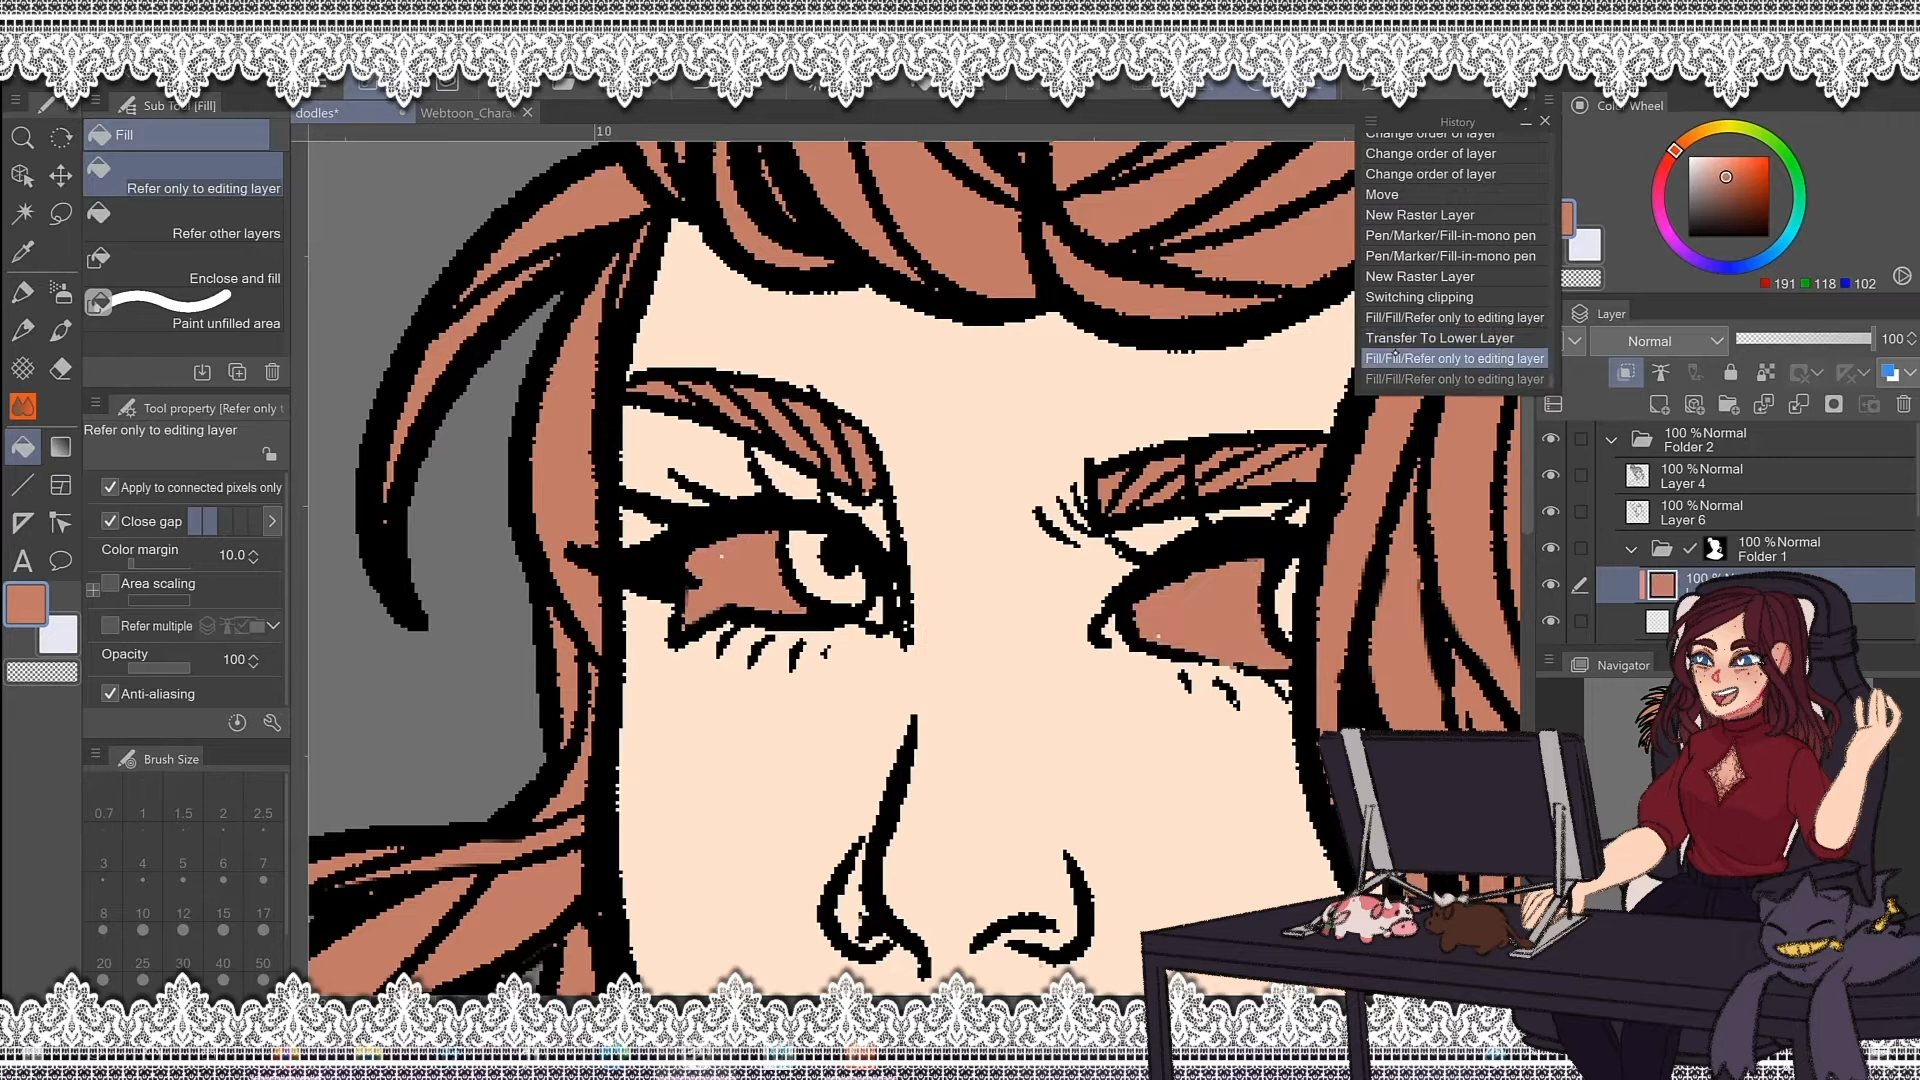 Sub Tool [Fill]
Fill
Refer only to editing layer
Refer other layers
Enclose and fill
Paint unfilled area
Tool property [Refer only t
Refer only to editing layer
Apply to connected pixels only
Close gap
Color margin
10.0
Area scaling
Refer multiple
Opacity
100
Anti-aliasing
Brush Size
0.7 1 1.5 2 2.5
3 4 5 6 7
8 10 12 15 17
20 25 30 40 50
dodles*
Webtoon_Chara
10
History
Change order of layer
Change order of layer
Change order of layer
Move
New Raster Layer
Pen/Marker/Fill-in-mono pen
Pen/Marker/Fill-in-mono pen
New Raster Layer
Switching clipping
Fill/Fill/Refer only to editing layer
Transfer To Lower Layer
Fill/Fill/Refer only to editing layer
Fill/Fill/Refer only to editing layer
Color Wheel
191 118 102
Layer
Normal
100
100 %Normal
Folder 2
100 %Normal
Layer 4
100 %Normal
Layer 6
100 %Normal
Folder 1
100 %
Navigator
A